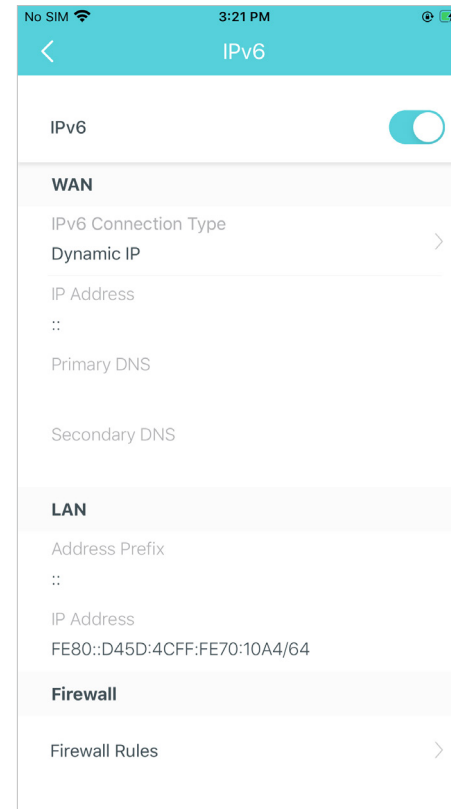 No SIM 3:21 PM
IPv6
IPv6
WAN
IPv6 Connection Type
Dynamic IP
IP Address
::
Primary DNS
Secondary DNS
LAN
Address Prefix
::
IP Address
FE80::D45D:4CFF:FE70:10A4/64
Firewall
Firewall Rules